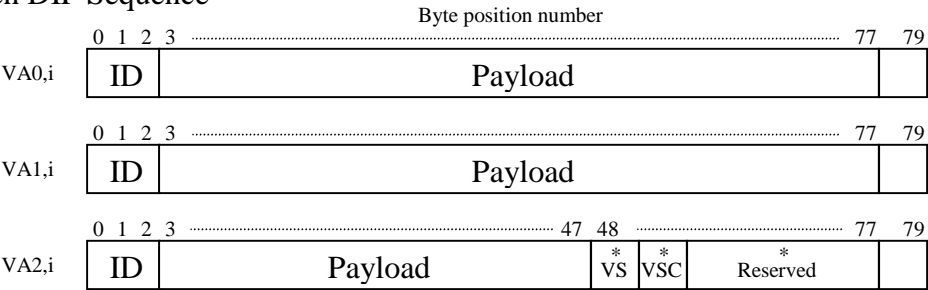 n DIF Sequence
Byte position number
0 1 2 3 77 79
VA0,i ID Payload
0 1 2 3 77 79
VA1,i ID Payload
0 1 2 3 47 48 77 79
VA2,i ID Payload * VS * VSC * Reserved